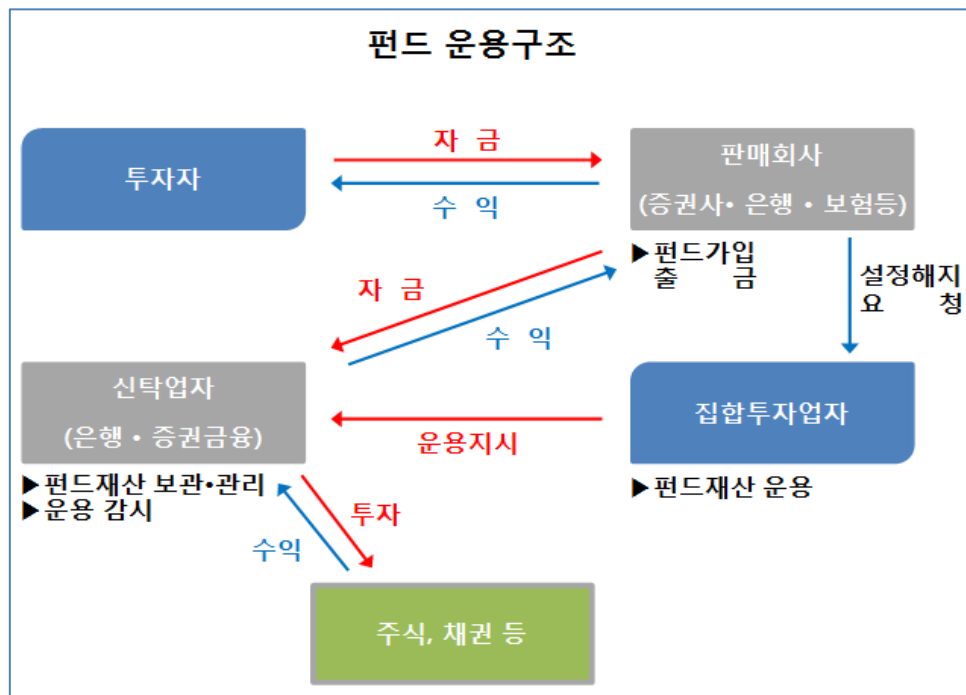 펀드 운용구조
투자자
자 금
수 익
판매회사
(증권사• 은행 • 보험등)
▶펀드가입
출 금
설정해지
요 청
자 금
수 익
신탁업자
(은행 • 증권금융)
▶펀드재산 보관•관리
▶운용 감시
운용지시
집합투자업자
▶펀드재산 운용
투자
수익
주식, 채권 등